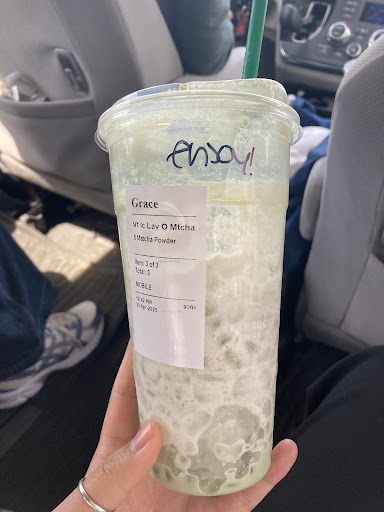 enjoy!
Grace
Vt Ic Lav O Mtcha
5 Matcha Powder
Item: 3 of 3
Total: 3
MOBILE